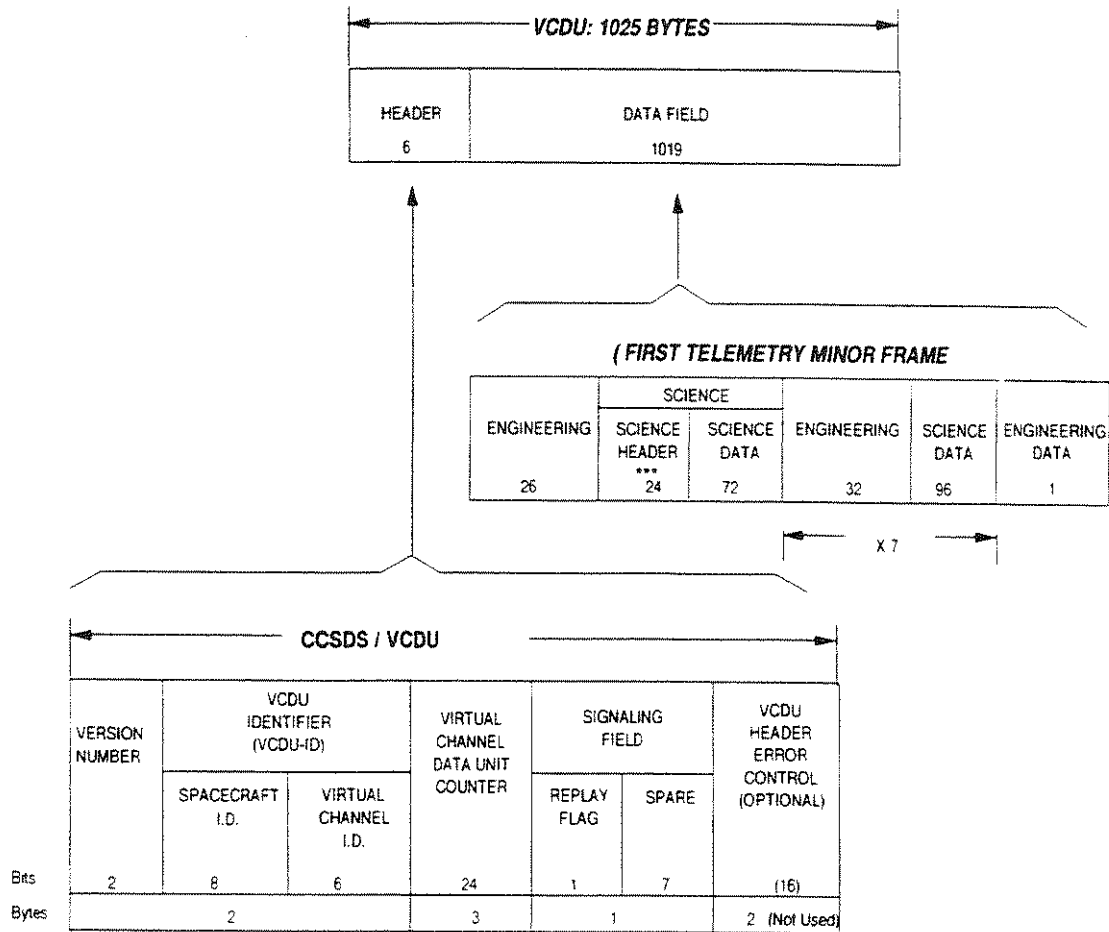 VCDU: 1025 BYTES
HEADER
6
DATA FIELD
1019
( FIRST TELEMETRY MINOR FRAME
SCIENCE
ENGINEERING
26
SCIENCE
HEADER
***
24
SCIENCE
DATA
72
ENGINEERING
32
SCIENCE
DATA
96
ENGINEERING
DATA
1
X 7
CCSDS / VCDU
VERSION
NUMBER
VCDU
IDENTIFIER
(VCDU-ID)
SPACECRAFT
I.D.
VIRTUAL
CHANNEL
I.D.
VIRTUAL
CHANNEL
DATA UNIT
COUNTER
SIGNALING
FIELD
REPLAY
FLAG
SPARE
VCDU
HEADER
ERROR
CONTROL
(OPTIONAL)
Bits 2 8 6 24 1 7 (16)
Bytes 2 3 1 2 (Not Used)